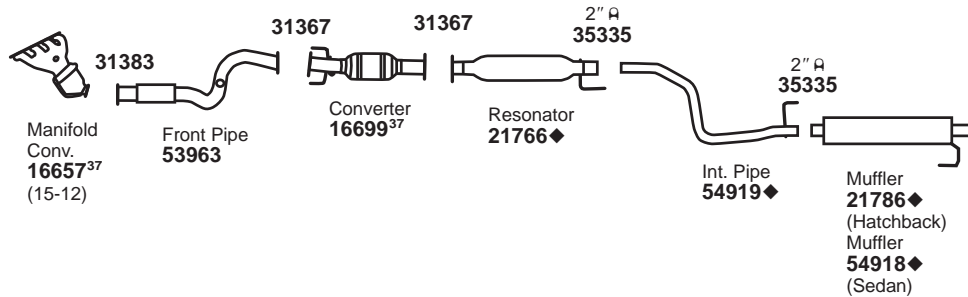 31383
31367
31367
2″
35335
2″
35335
Manifold
Conv.
16657³⁷
(15-12)
Front Pipe
53963
Converter
16699³⁷
Resonator
21766◆
Int. Pipe
54919◆
Muffler
21786◆
(Hatchback)
Muffler
54918◆
(Sedan)